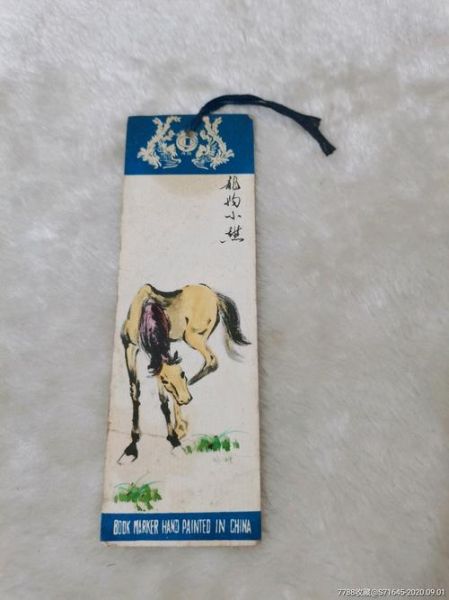 龍
駒
小
憩
BOOK MARKER HAND PAINTED IN CHINA
7788收藏@S71645-2020.09.01